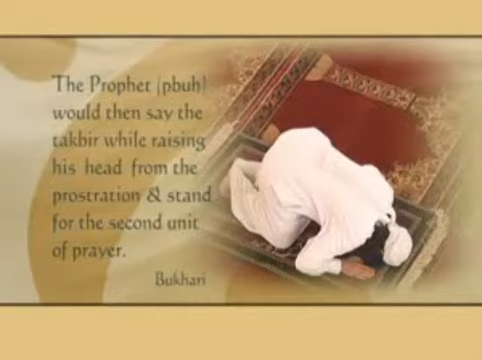 The Prophet (pbuh)
would then say the
takbir while raising
his head from the
prostration & stand
for the second unit
of prayer.
Bukhari